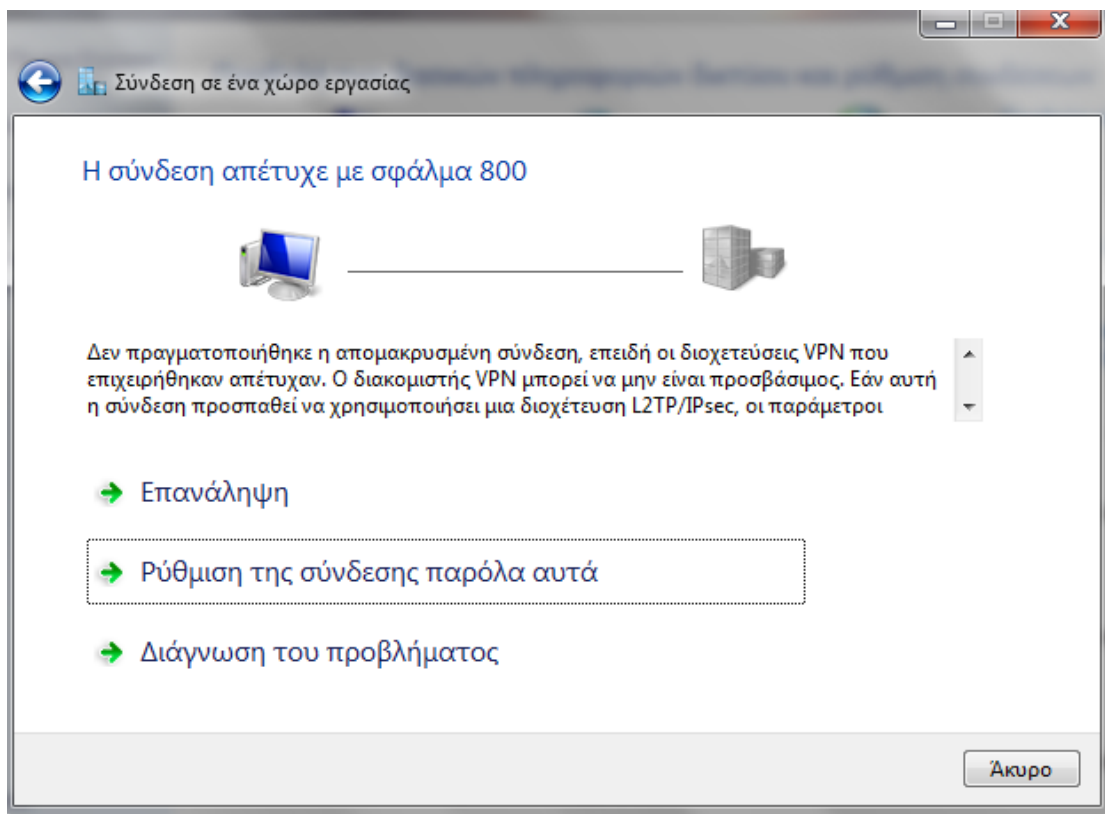 Σύνδεση σε ένα χώρο εργασίας
Η σύνδεση απέτυχε με σφάλμα 800
Δεν πραγματοποιήθηκε η απομακρυσμένη σύνδεση, επειδή οι διοχετεύσεις VPN που
επιχειρήθηκαν απέτυχαν. Ο διακομιστής VPN μπορεί να μην είναι προσβάσιμος. Εάν αυτή
η σύνδεση προσπαθεί να χρησιμοποιήσει μια διοχέτευση L2TP/IPsec, οι παράμετροι
Επανάληψη
Ρύθμιση της σύνδεσης παρόλα αυτά
Διάγνωση του προβλήματος
Άκυρο